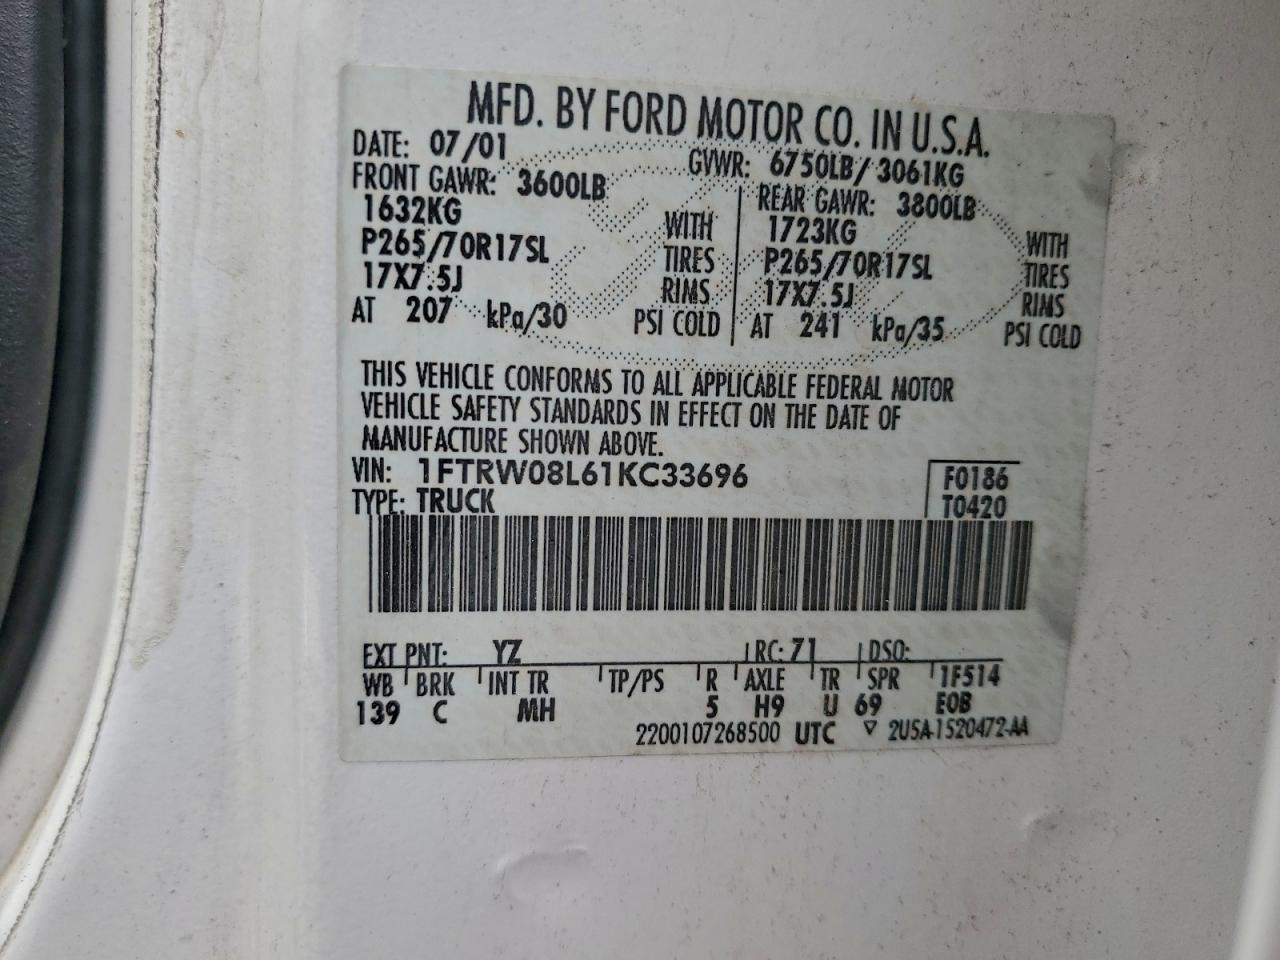 MFD. BY FORD MOTOR CO. IN U.S.A.
DATE: 07/01 GVWR: 6750LB/ 3061KG
FRONT GAWR: 3600LB REAR GAWR: 3800LB
1632KG WITH 1723KG WITH
P265/70R17SL TIRES P265/70R17SL TIRES
17X7.5J RIMS 17X7.5J RIMS
AT 207 kPa/30 PSI COLD AT 241 kPa/35 PSI COLD
THIS VEHICLE CONFORMS TO ALL APPLICABLE FEDERAL MOTOR
VEHICLE SAFETY STANDARDS IN EFFECT ON THE DATE OF
MANUFACTURE SHOWN ABOVE.
VIN: 1FTRW08L61KC33696 F0186
TYPE: TRUCK T0420
EXT PNT: YZ RC: 71 DSO:
WB BRK INT TR TP/PS R AXLE TR SPR 1F514
139 C MH 5 H9 U 69 EOB
2200107268500 UTC ▽ 2U5A-1520472-AA